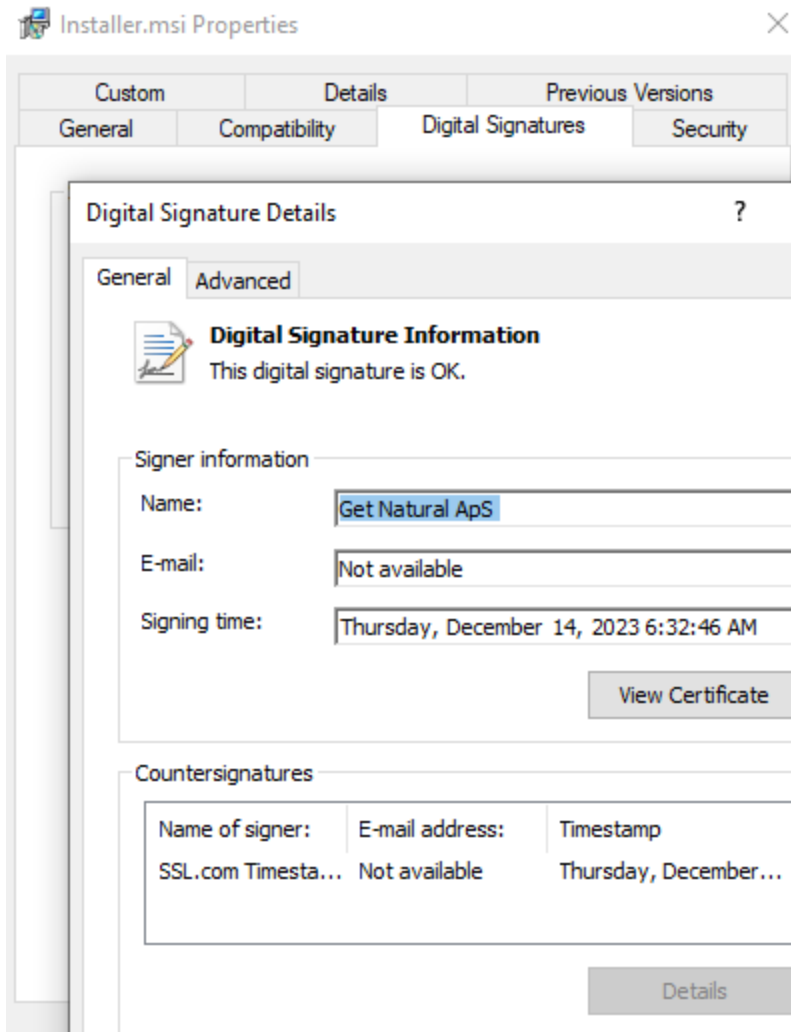 Installer.msi Properties
Custom Details Previous Versions
General Compatibility Digital Signatures Security
Digital Signature Details ?
General Advanced
Digital Signature Information
This digital signature is OK.
Signer information
Name: Get Natural ApS
E-mail: Not available
Signing time: Thursday, December 14, 2023 6:32:46 AM
View Certificate
Countersignatures
Name of signer: E-mail address: Timestamp
SSL.com Timesta... Not available Thursday, December...
Details